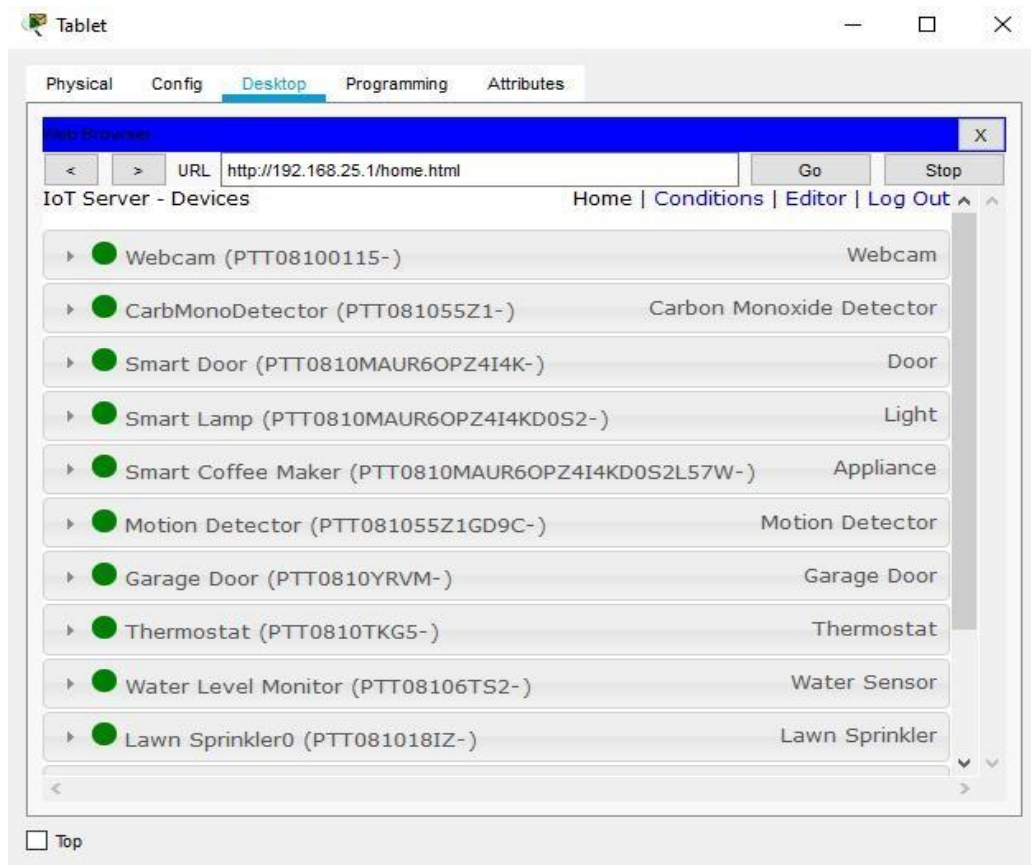 Tablet
Physical Config Desktop Programming Attributes
Web Browser X
< > URL http://192.168.25.1/home.html Go Stop
IoT Server - Devices Home | Conditions | Editor | Log Out
Webcam (PTT08100115-) Webcam
CarbMonoDetector (PTT081055Z1-) Carbon Monoxide Detector
Smart Door (PTT0810MAUR6OPZ4I4K-) Door
Smart Lamp (PTT0810MAUR6OPZ4I4KD0S2-) Light
Smart Coffee Maker (PTT0810MAUR6OPZ4I4KD0S2L57W-) Appliance
Motion Detector (PTT081055Z1GD9C-) Motion Detector
Garage Door (PTT0810YRVM-) Garage Door
Thermostat (PTT0810TKG5-) Thermostat
Water Level Monitor (PTT08106TS2-) Water Sensor
Lawn Sprinkler0 (PTT081018IZ-) Lawn Sprinkler
Top